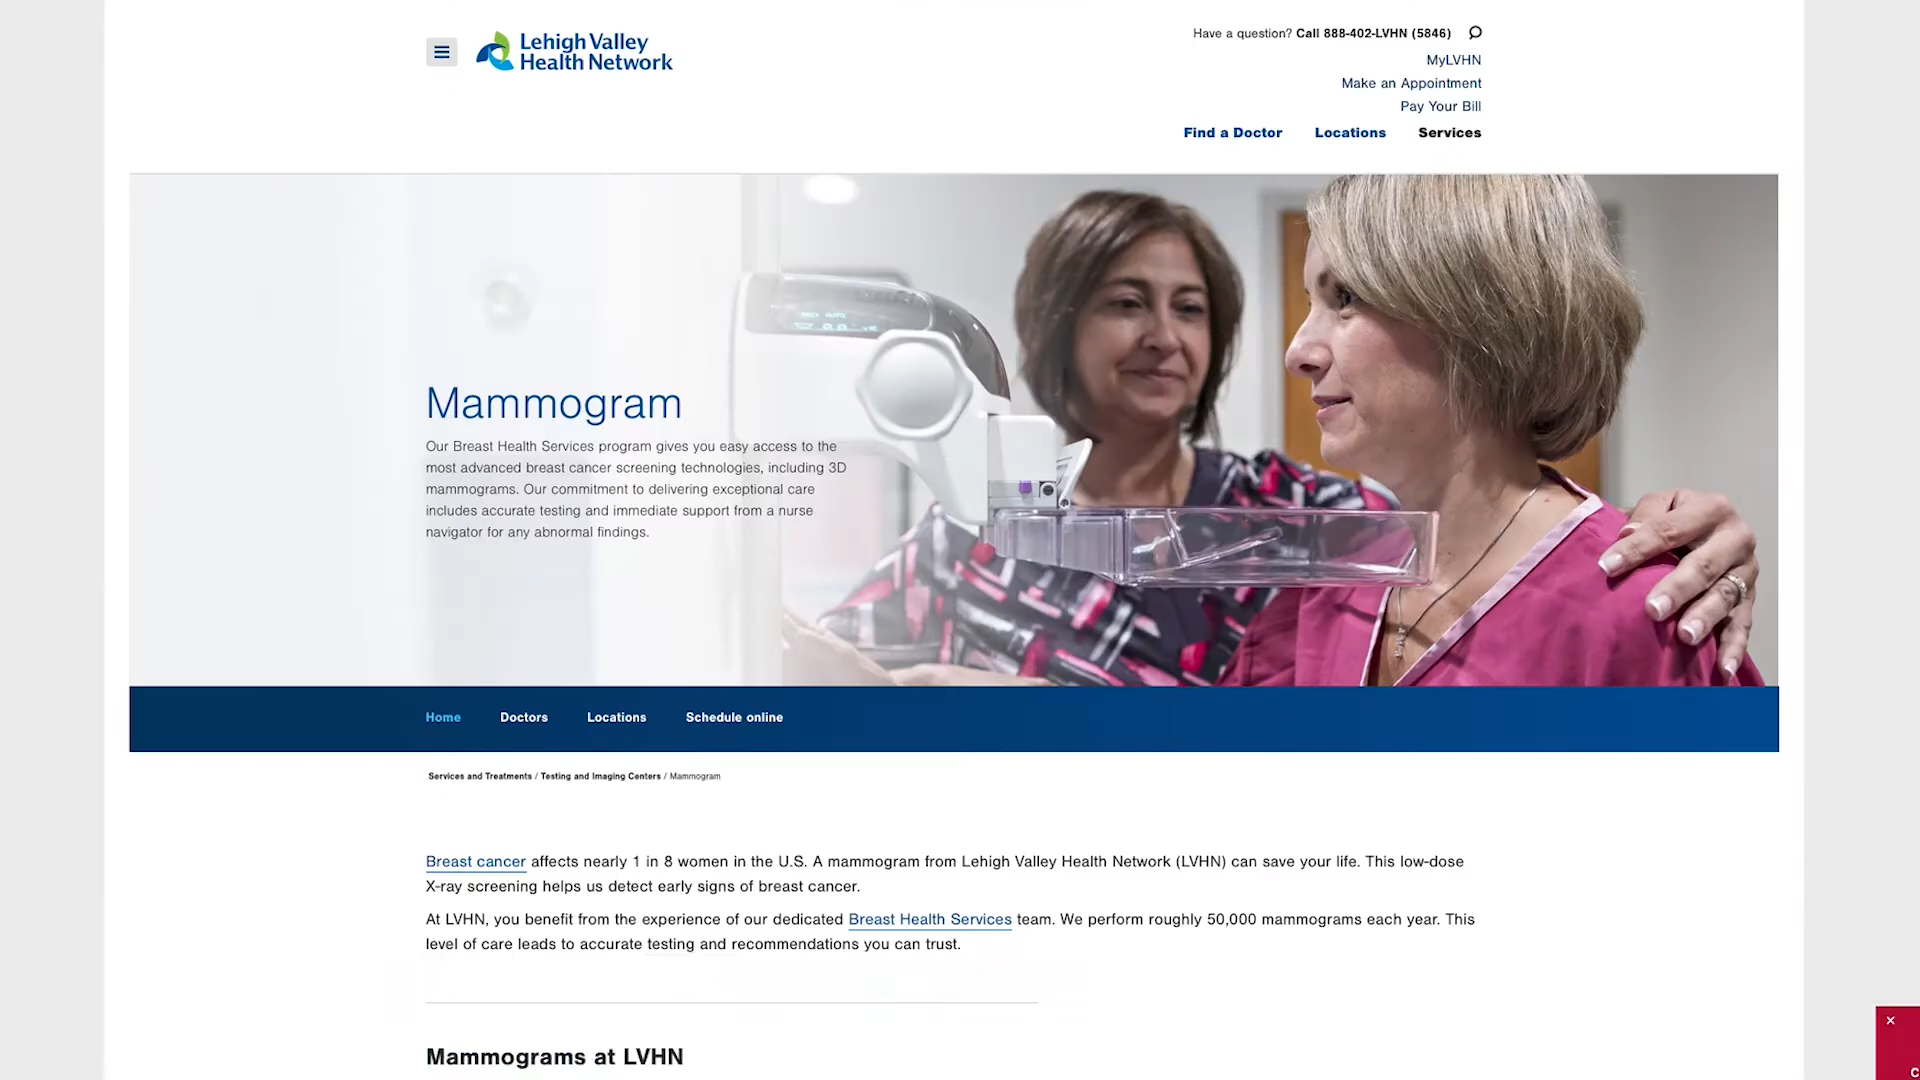 Lehigh Valley
Health Network
Have a question? Call 888-402-LVHN (5846)
MyLVHN
Make an Appointment
Pay Your Bill
Find a Doctor Locations Services
Mammogram
Our Breast Health Services program gives you easy access to the
most advanced breast cancer screening technologies, including 3D
mammograms. Our commitment to delivering exceptional care
includes accurate testing and immediate support from a nurse
navigator for any abnormal findings.
Home Doctors Locations Schedule online
Services and Treatments / Testing and Imaging Centers / Mammogram
Breast cancer affects nearly 1 in 8 women in the U.S. A mammogram from Lehigh Valley Health Network (LVHN) can save your life. This low-dose
X-ray screening helps us detect early signs of breast cancer.
At LVHN, you benefit from the experience of our dedicated Breast Health Services team. We perform roughly 50,000 mammograms each year. This
level of care leads to accurate testing and recommendations you can trust.
Mammograms at LVHN